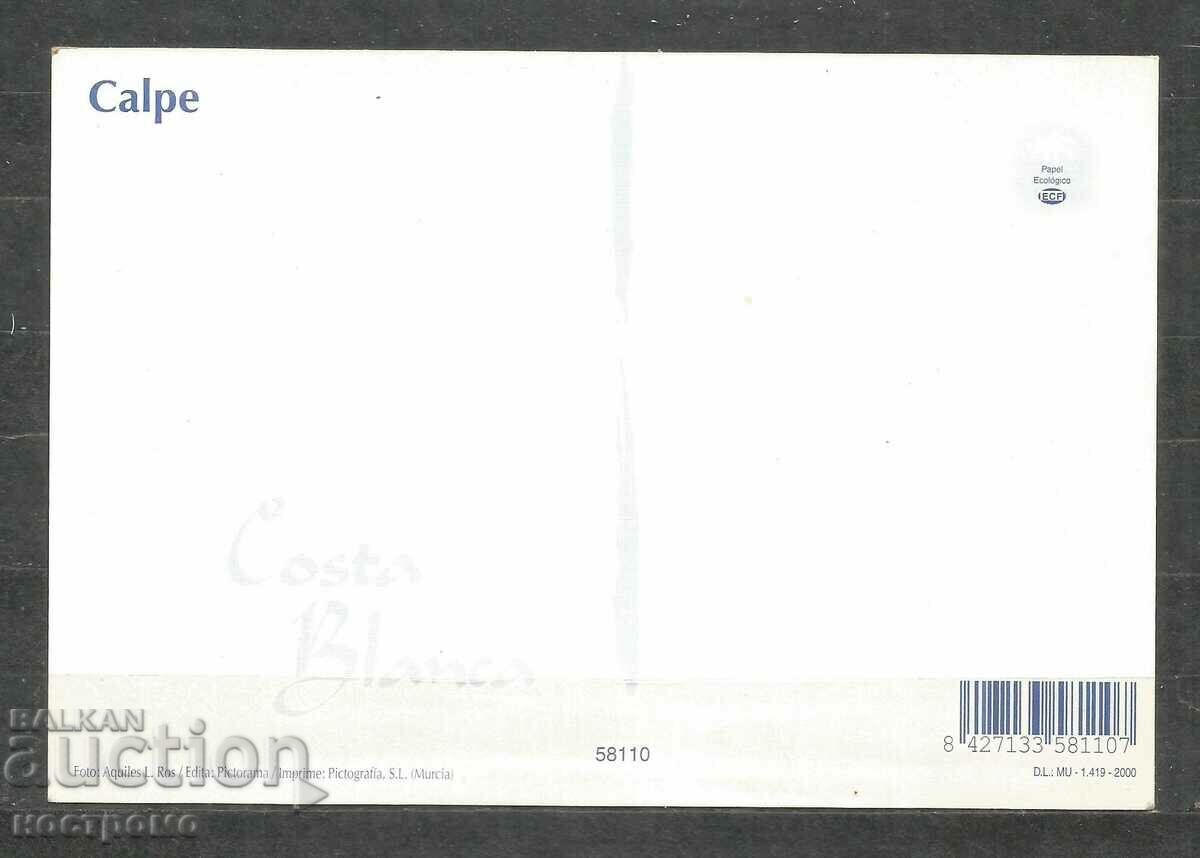 Calpe
Papel
Ecológico
ECF
Costa
Blanca
BALKAN
auction
58110
8 427133 581107
Foto: Aquiles L. Ros / Edita: Pictorama / Imprime: Pictografía, S.L. (Murcia)
D.L.: MU - 1.419 - 2000
ностромо